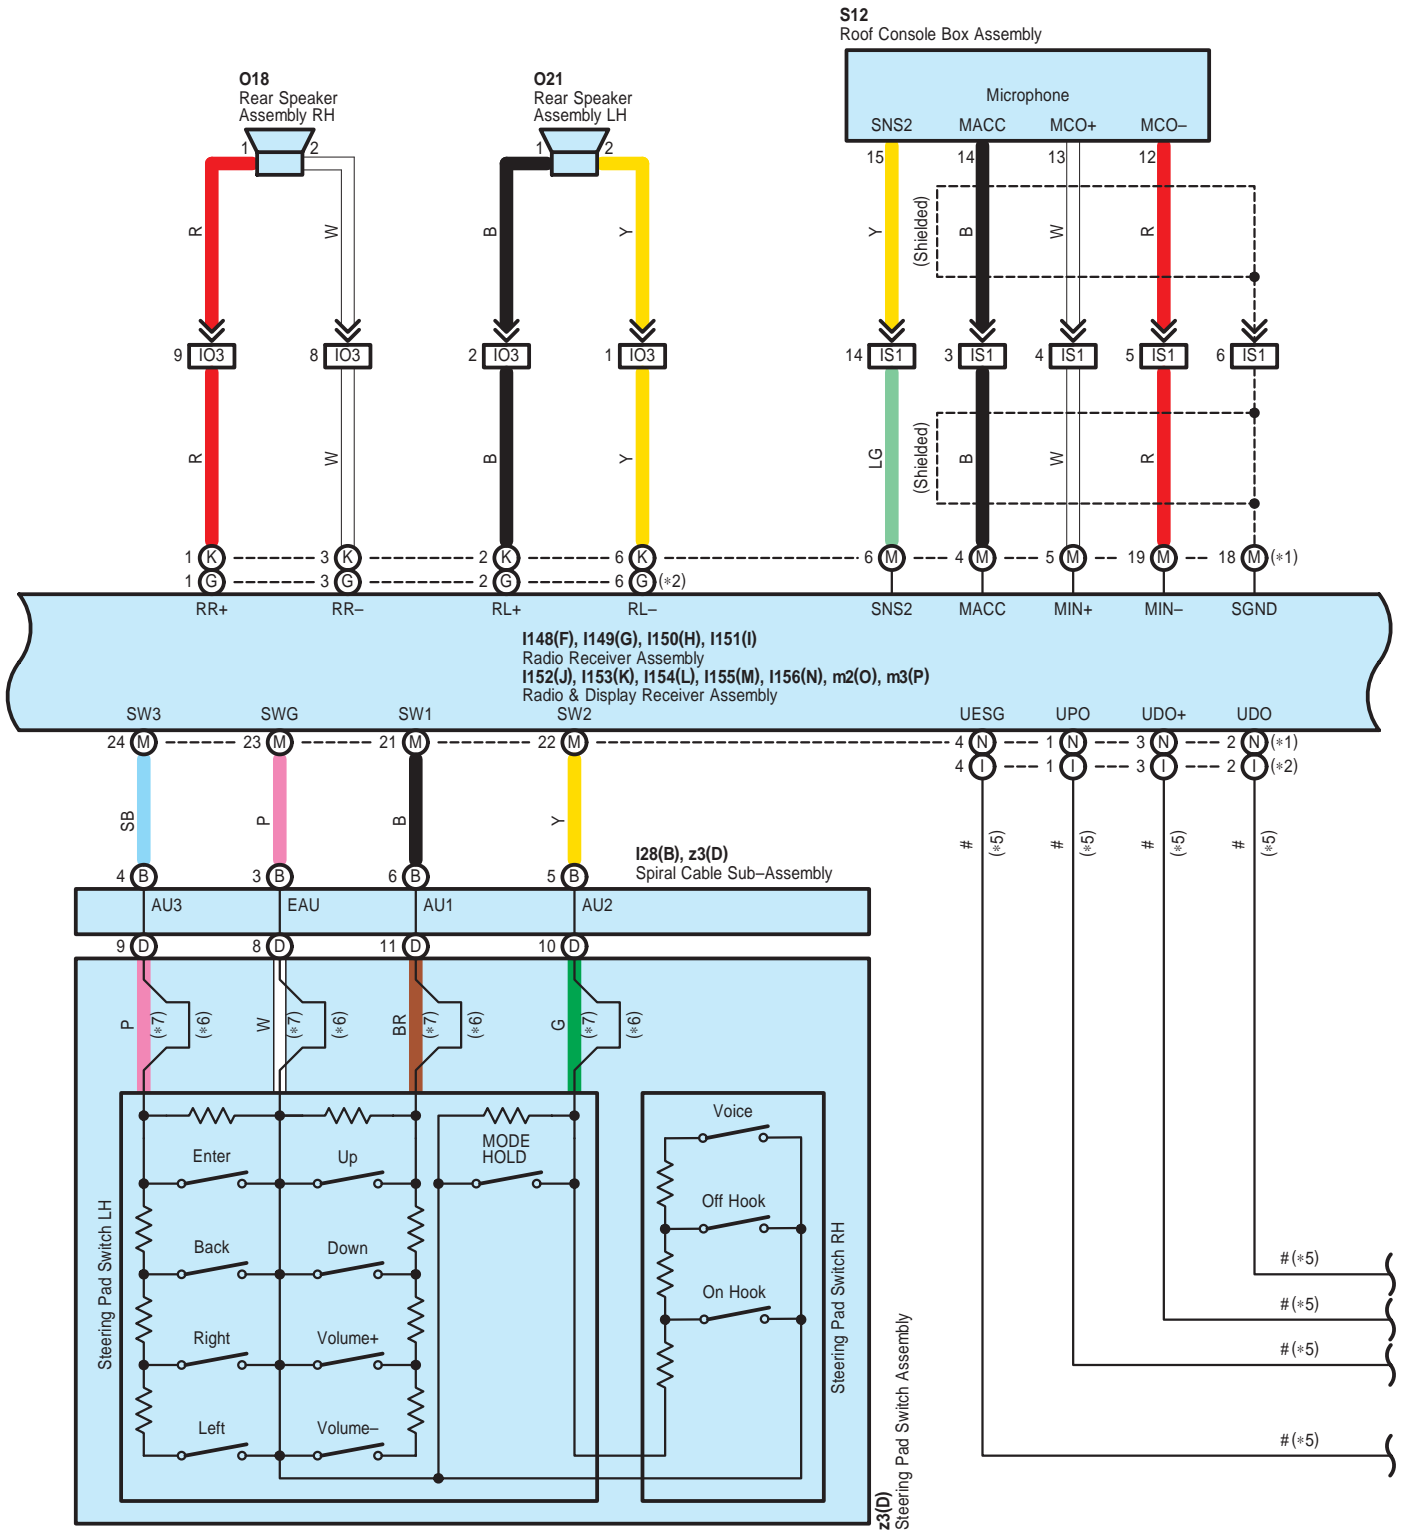 S12
Roof Console Box Assembly
O18
Rear Speaker
Assembly RH
O21
Rear Speaker
Assembly LH
Microphone
SNS2 MACC MCO+ MCO–
1 2 1 2 15 14 13 12
R W B Y Y (Shielded) B W R
9 IO3 8 IO3 2 IO3 1 IO3 14 IS1 3 IS1 4 IS1 5 IS1 6 IS1
R W B Y LG (Shielded) B W R
1 K 3 K 2 K 6 K 6 M 4 M 5 M 19 M 18 M (*1)
1 G 3 G 2 G 6 G (*2)
RR+ RR– RL+ RL– SNS2 MACC MIN+ MIN– SGND
I148(F), I149(G), I150(H), I151(I)
Radio Receiver Assembly
I152(J), I153(K), I154(L), I155(M), I156(N), m2(O), m3(P)
Radio & Display Receiver Assembly
SW3 SWG SW1 SW2 UESG UPO UDO+ UDO
24 M 23 M 21 M 22 M 4 N 1 N 3 N 2 N (*1)
4 I 1 I 3 I 2 I (*2)
SB P B Y # (*5) # (*5) # (*5) # (*5)
I28(B), z3(D)
Spiral Cable Sub–Assembly
4 B 3 B 6 B 5 B
AU3 EAU AU1 AU2
9 D 8 D 11 D 10 D
P (*7) (*6) W (*7) (*6) BR (*7) (*6) G (*7) (*6)
Steering Pad Switch LH
Enter Up
MODE
HOLD
Back Down
Right Volume+
Left Volume–
Voice
Off Hook
On Hook
Steering Pad Switch RH
z3(D)
Steering Pad Switch Assembly
# (*5)
# (*5)
# (*5)
# (*5)